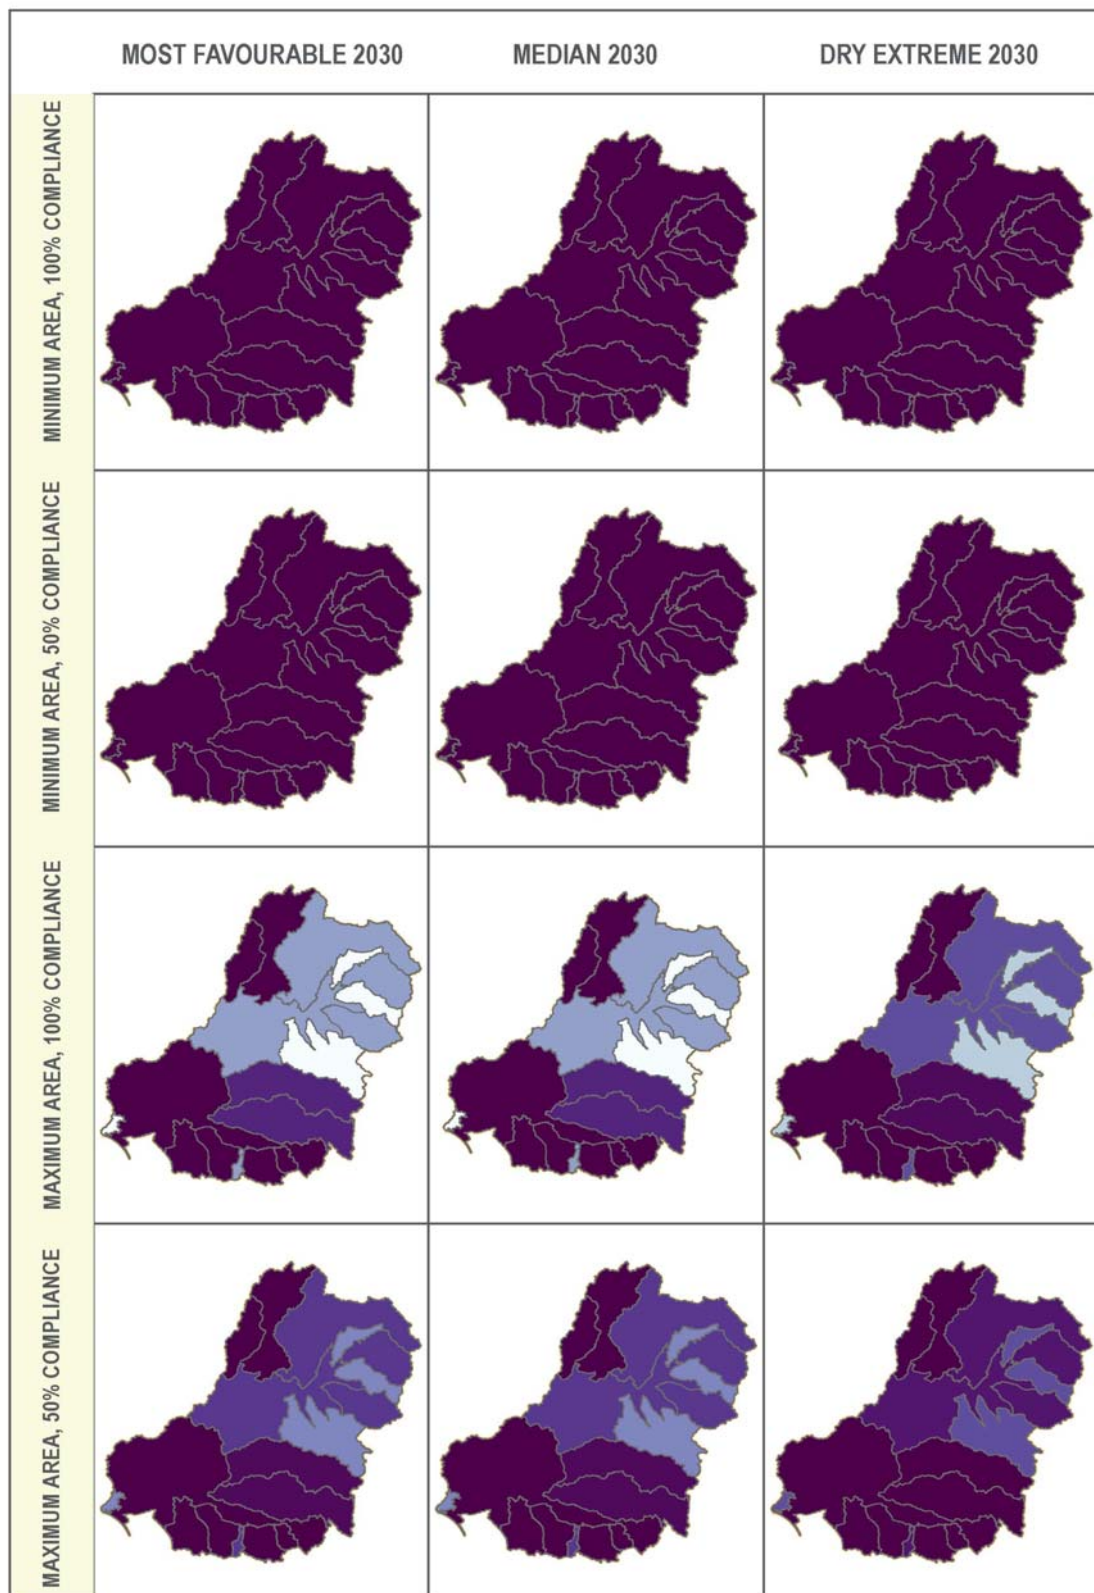 MOST FAVOURABLE 2030
MEDIAN 2030
DRY EXTREME 2030
MINIMUM AREA, 100% COMPLIANCE
MINIMUM AREA, 50% COMPLIANCE
MAXIMUM AREA, 100% COMPLIANCE
MAXIMUM AREA, 50% COMPLIANCE